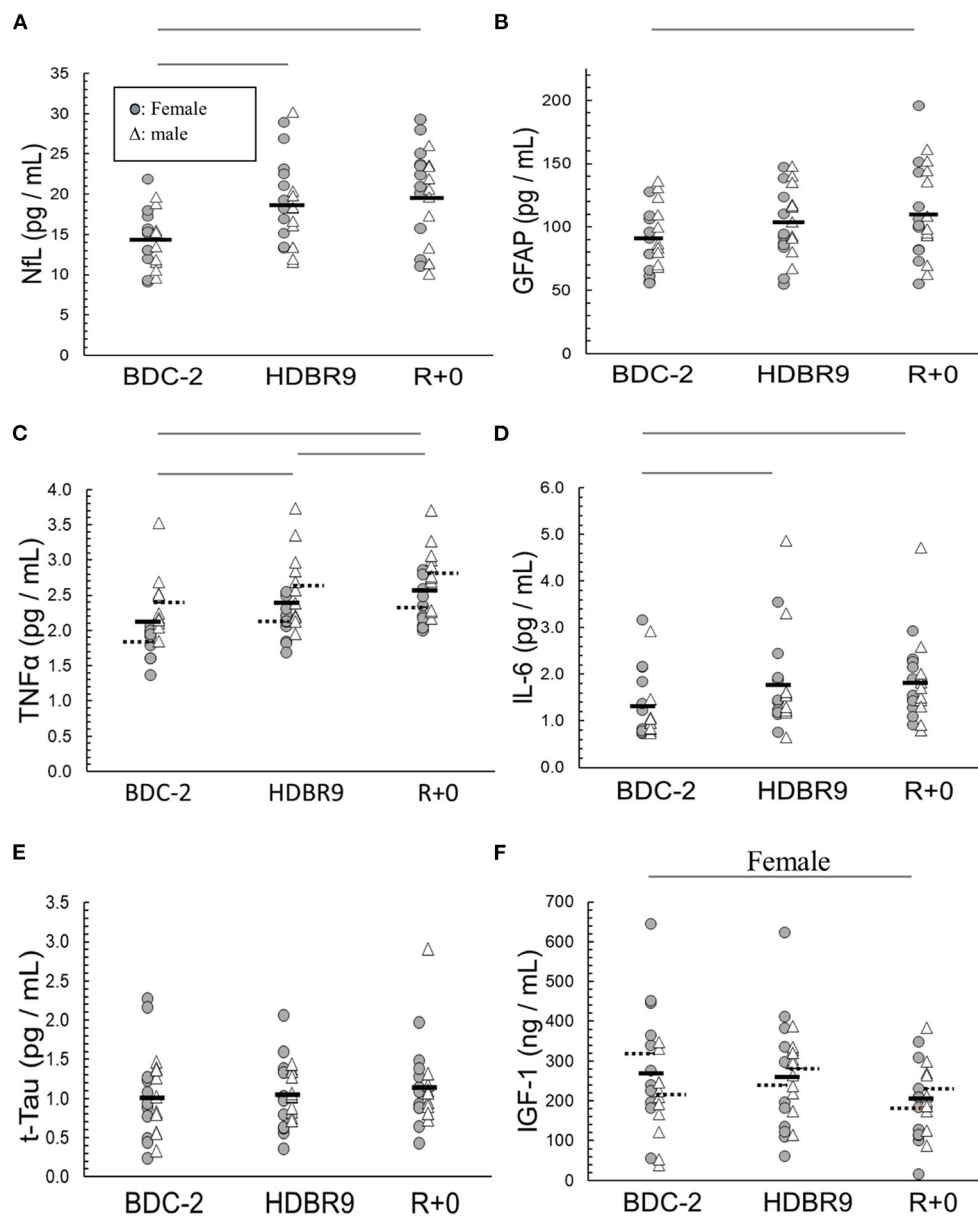 A
NfL (pg / mL)
35
30
25
20
15
10
5
0
: Female
: male
BDC-2 HDBR9 R+0
B
GFAP (pg / mL)
200
150
100
50
0
BDC-2 HDBR9 R+0
C
TNFα (pg / mL)
4.0
3.5
3.0
2.5
2.0
1.5
1.0
0.5
0.0
BDC-2 HDBR9 R+0
D
IL-6 (pg / mL)
6.0
5.0
4.0
3.0
2.0
1.0
0.0
BDC-2 HDBR9 R+0
E
t-Tau (pg / mL)
3.5
3.0
2.5
2.0
1.5
1.0
0.5
0.0
BDC-2 HDBR9 R+0
F
Female
IGF-1 (ng / mL)
700
600
500
400
300
200
100
0
BDC-2 HDBR9 R+0